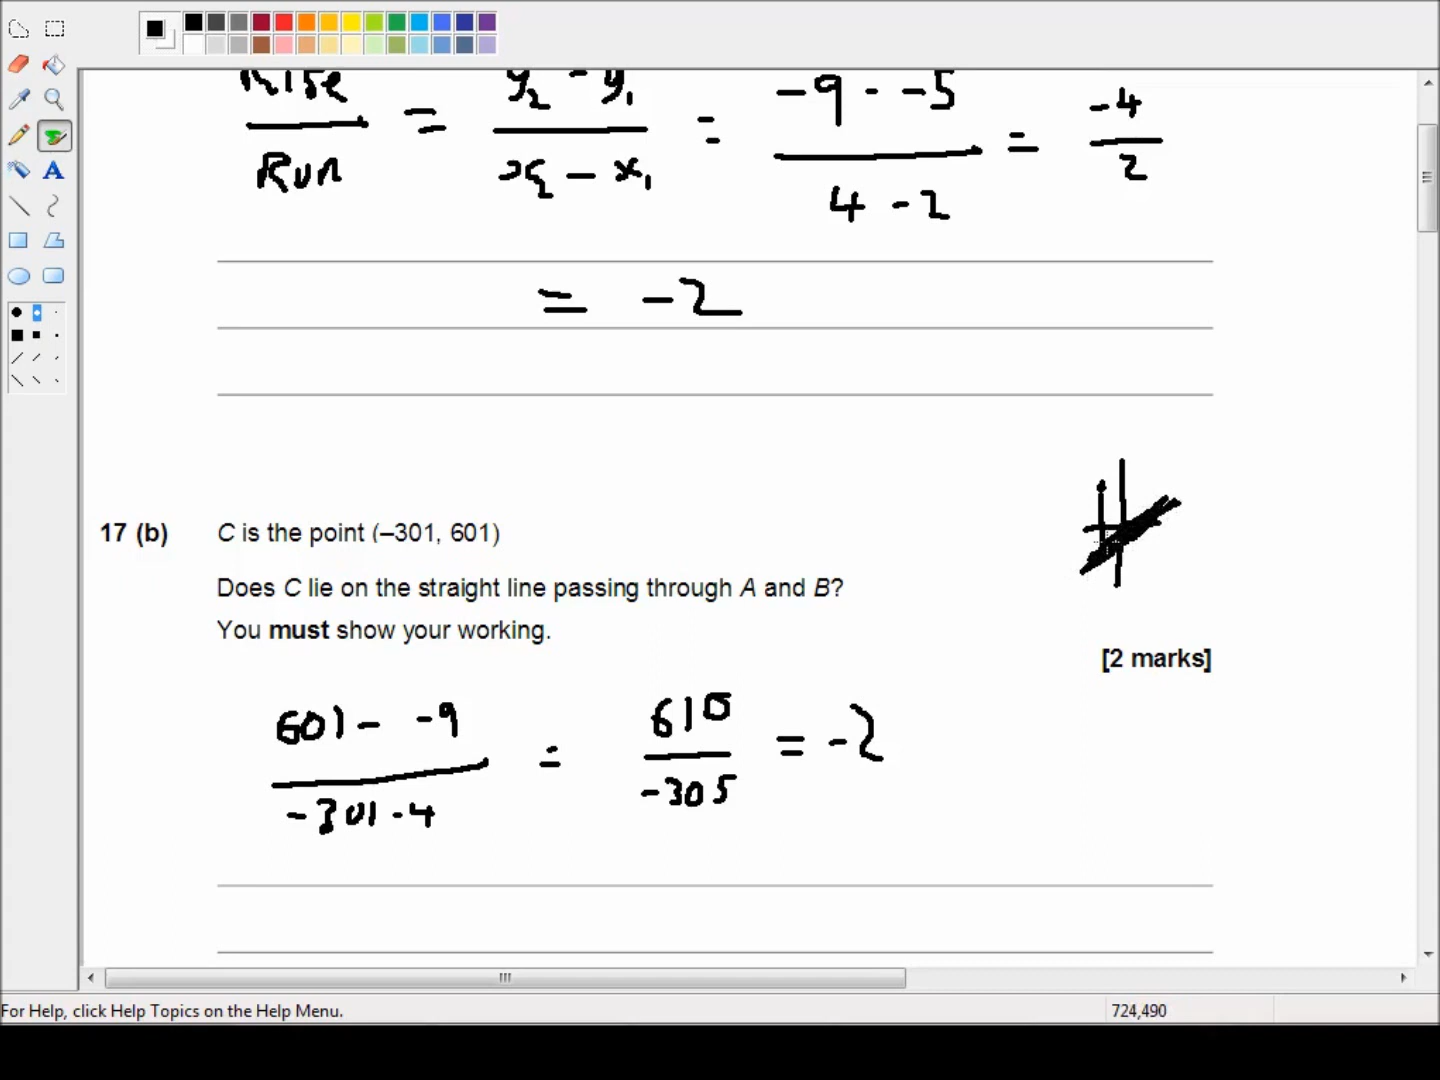 Rise = y2 - y1 = -9 - -5 = -4
Run x2 - x1 4 - 2 2
= -2
17 (b) C is the point (–301, 601)
Does C lie on the straight line passing through A and B?
You must show your working.
[2 marks]
601 - -9 = 610 = -2
-301 - 4 -305
For Help, click Help Topics on the Help Menu.
724,490